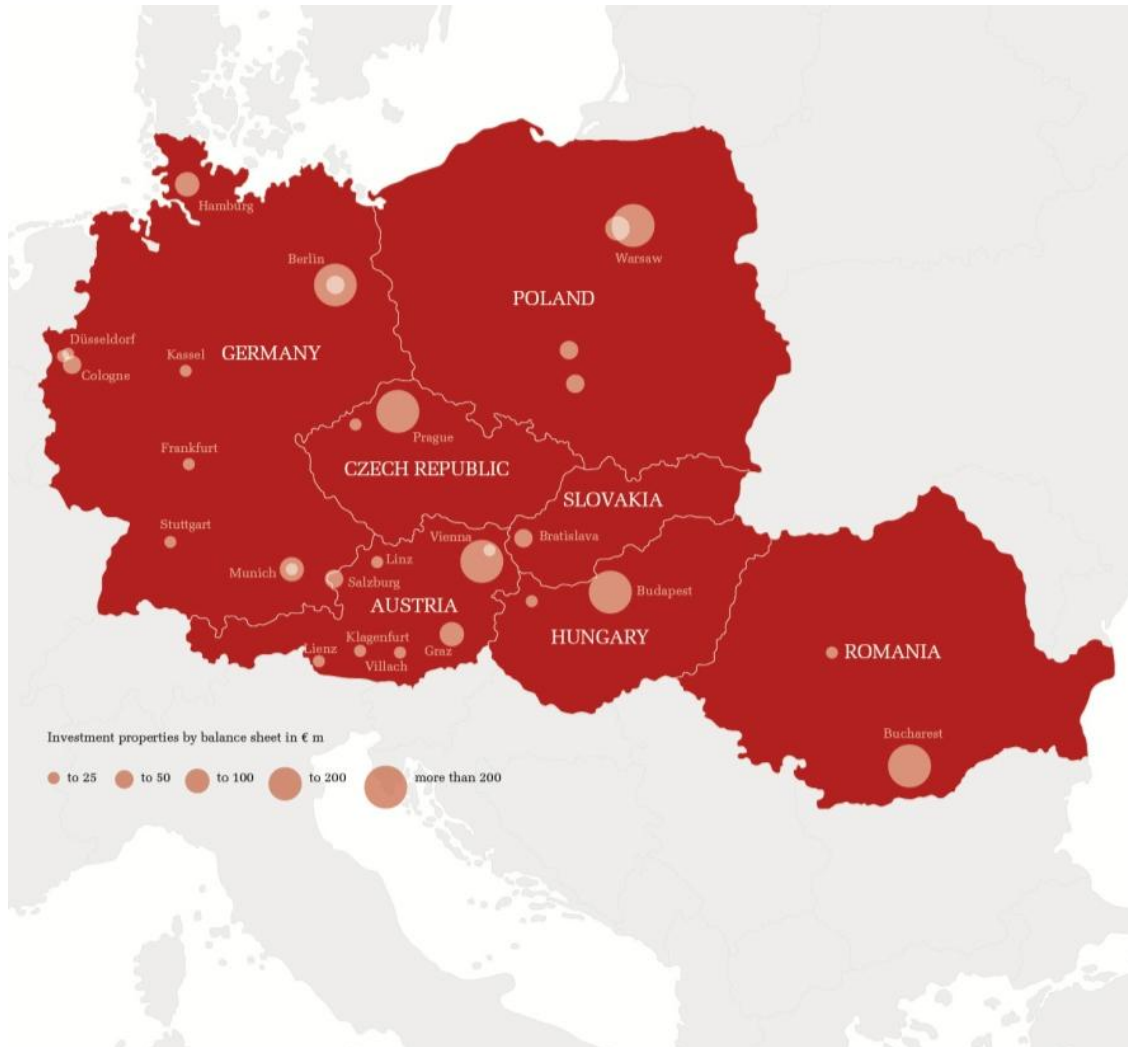 Hamburg
Berlin
Warsaw
POLAND
Düsseldorf
Kassel
GERMANY
Cologne
Prague
Frankfurt
CZECH REPUBLIC
SLOVAKIA
Stuttgart
Vienna
Bratislava
Linz
Munich
Salzburg
Budapest
AUSTRIA
Klagenfurt
HUNGARY
Lienz
Graz
ROMANIA
Villach
Bucharest
Investment properties by balance sheet in € m
to 25 to 50 to 100 to 200 more than 200